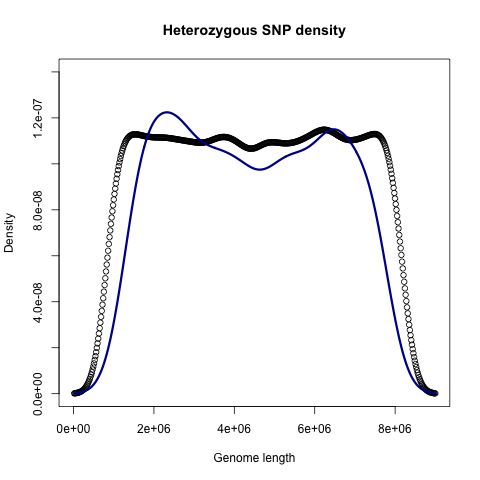 Heterozygous SNP density
Density
1.2e-07
8.0e-08
4.0e-08
0.0e+00
0e+00 2e+06 4e+06 6e+06 8e+06
Genome length